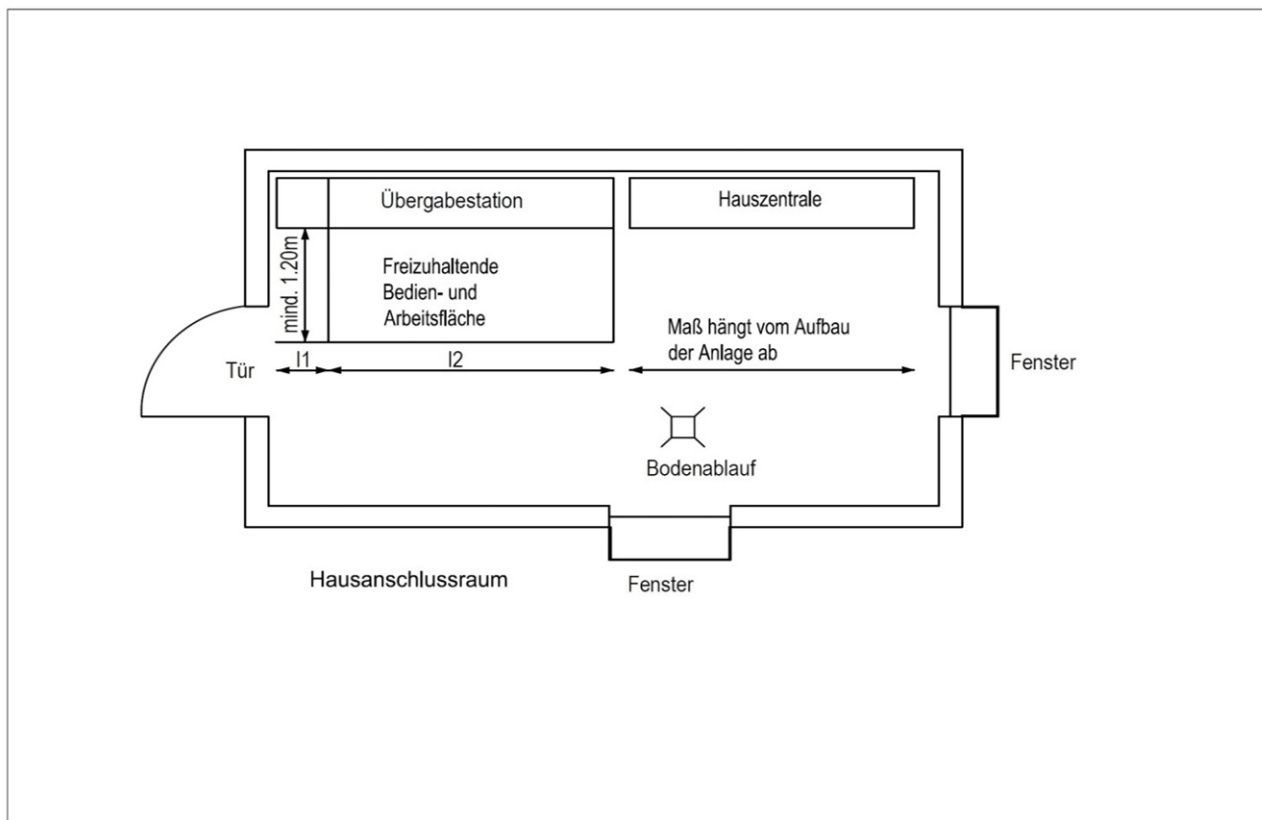 Übergabestation
Hauszentrale
mind. 1.20m
Freizuhaltende
Bedien- und
Arbeitsfläche
Maß hängt vom Aufbau
der Anlage ab
Tür
l1
l2
Fenster
Bodenablauf
Hausanschlussraum
Fenster